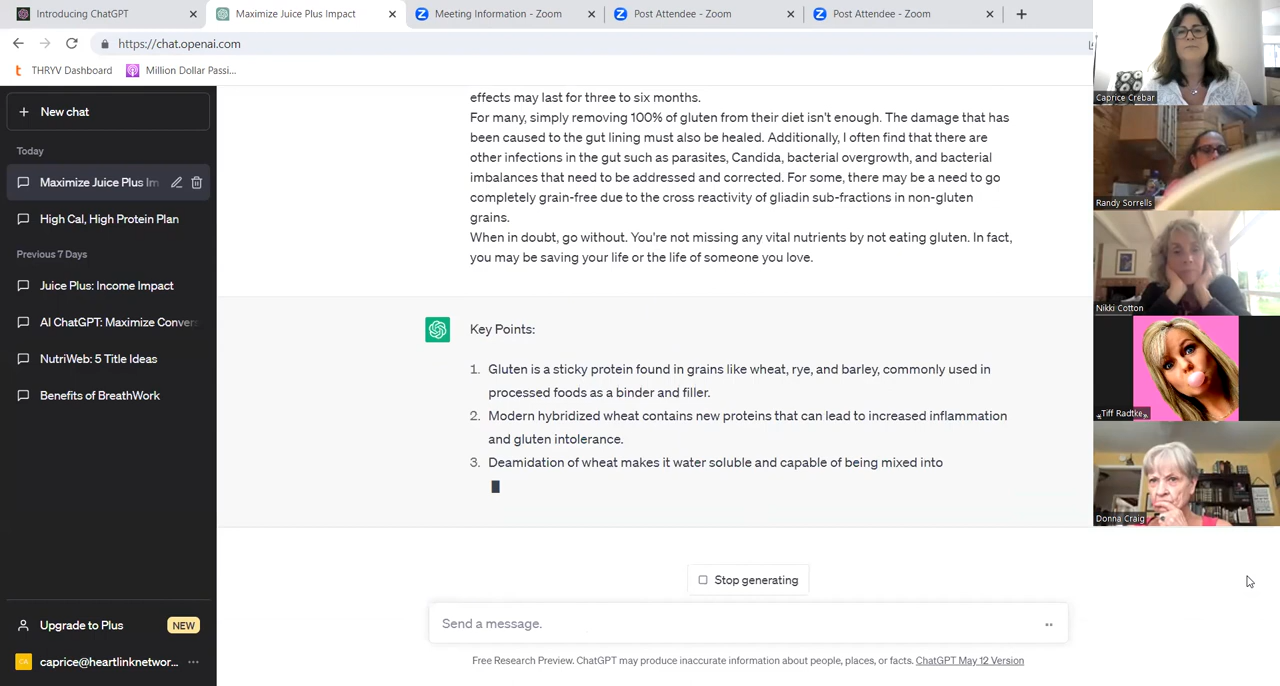 Introducing ChatGPT
Maximize Juice Plus Impact
Meeting Information - Zoom
Post Attendee - Zoom
Post Attendee - Zoom
https://chat.openai.com
THRYV Dashboard
Million Dollar Passi...
New chat
Today
Maximize Juice Plus Im
High Cal, High Protein Plan
Previous 7 Days
Juice Plus: Income Impact
AI ChatGPT: Maximize Conver
NutriWeb: 5 Title Ideas
Benefits of BreathWork
Upgrade to Plus
NEW
CA
caprice@heartlinknetwor...
effects may last for three to six months.
For many, simply removing 100% of gluten from their diet isn't enough. The damage that has
been caused to the gut lining must also be healed. Additionally, I often find that there are
other infections in the gut such as parasites, Candida, bacterial overgrowth, and bacterial
imbalances that need to be addressed and corrected. For some, there may be a need to go
completely grain-free due to the cross reactivity of gliadin sub-fractions in non-gluten
grains.
When in doubt, go without. You're not missing any vital nutrients by not eating gluten. In fact,
you may be saving your life or the life of someone you love.
Key Points:
1. Gluten is a sticky protein found in grains like wheat, rye, and barley, commonly used in
processed foods as a binder and filler.
2. Modern hybridized wheat contains new proteins that can lead to increased inflammation
and gluten intolerance.
3. Deamidation of wheat makes it water soluble and capable of being mixed into
Stop generating
Send a message.
Free Research Preview. ChatGPT may produce inaccurate information about people, places, or facts. ChatGPT May 12 Version
Caprice Crebar
Randy Sorrells
Nikki Cotton
Tiff Radtke
Donna Craig